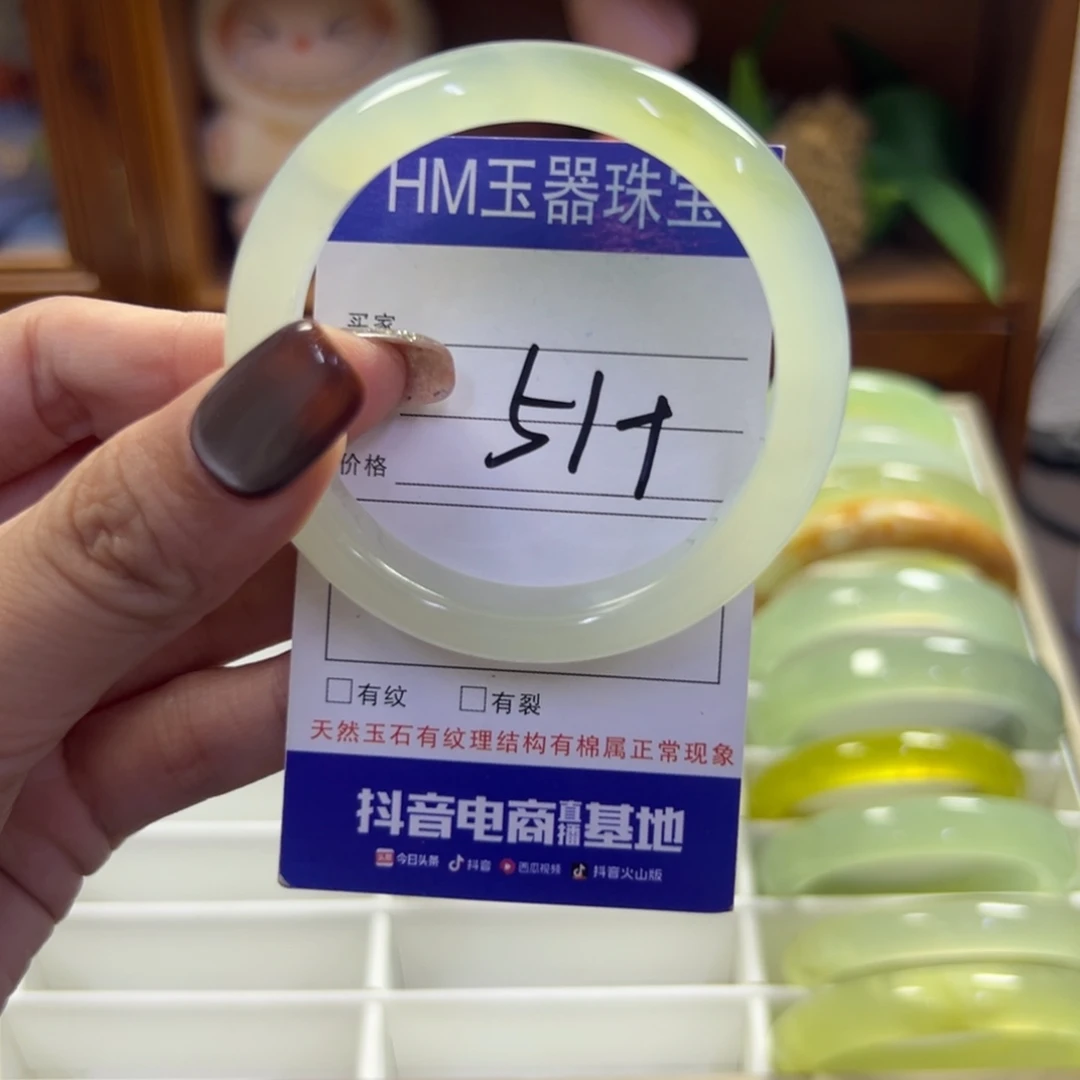 HM玉器珠宝
买家
51+
价格
有纹 有裂
天然玉石有纹理结构有棉属正常现象
抖音电商直播基地
头条 今日头条 抖音 西瓜视频 抖音火山版